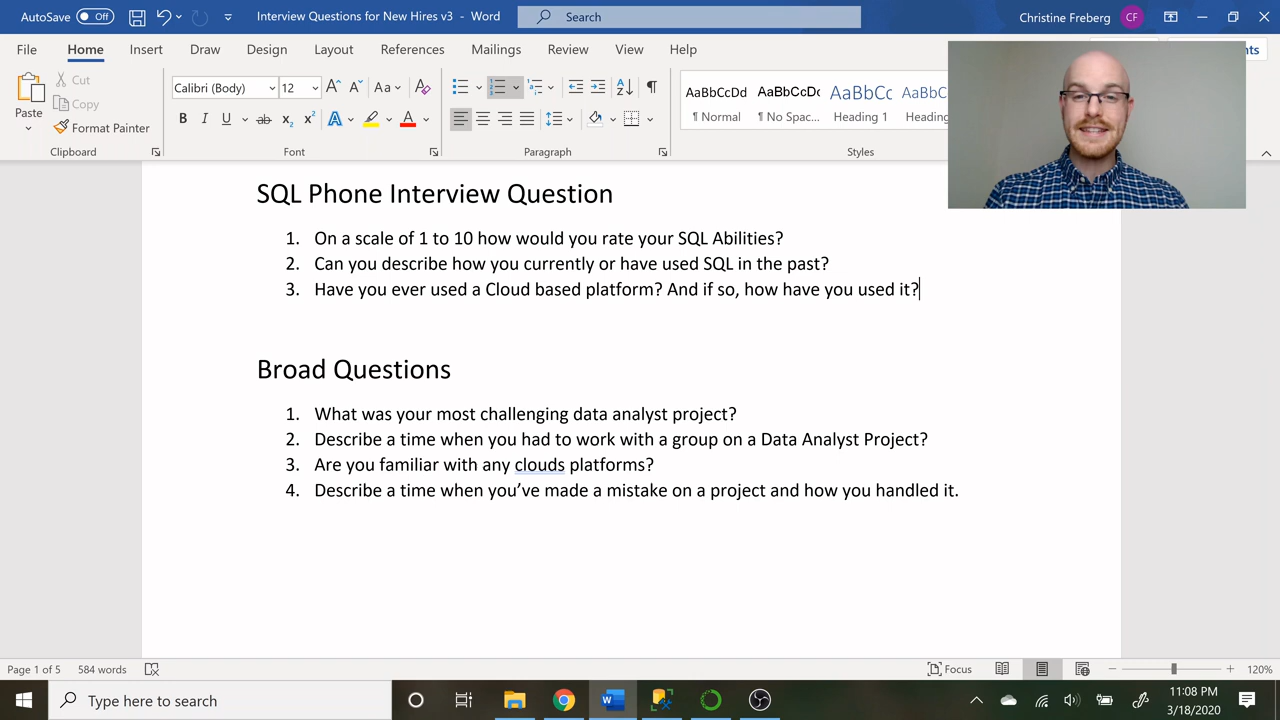 AutoSave Off Interview Questions for New Hires v3 - Word Search Christine Freberg CF
File Home Insert Draw Design Layout References Mailings Review View Help
Paste Cut Calibri (Body) 12 Aa AaBbCcDd AaBbCcDc AaBbCc AaBbCc
Copy
Format Painter ¶ Normal ¶ No Spac... Heading 1 Heading
Clipboard Font Paragraph Styles
SQL Phone Interview Question
1. On a scale of 1 to 10 how would you rate your SQL Abilities?
2. Can you describe how you currently or have used SQL in the past?
3. Have you ever used a Cloud based platform? And if so, how have you used it?
Broad Questions
1. What was your most challenging data analyst project?
2. Describe a time when you had to work with a group on a Data Analyst Project?
3. Are you familiar with any clouds platforms?
4. Describe a time when you’ve made a mistake on a project and how you handled it.
Page 1 of 5 584 words Focus 120%
Type here to search 11:08 PM
3/18/2020